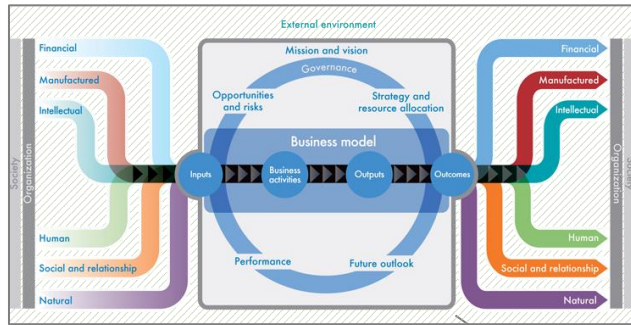 External environment
Mission and vision
Governance
Opportunities
and risks
Strategy and
resource allocation
Business model
Inputs
Business
activities
Outputs
Outcomes
Performance
Future outlook
Society
Organization
Financial
Manufactured
Intellectual
Human
Social and relationship
Natural
Financial
Manufactured
Intellectual
Human
Social and relationship
Natural
Organization
Society